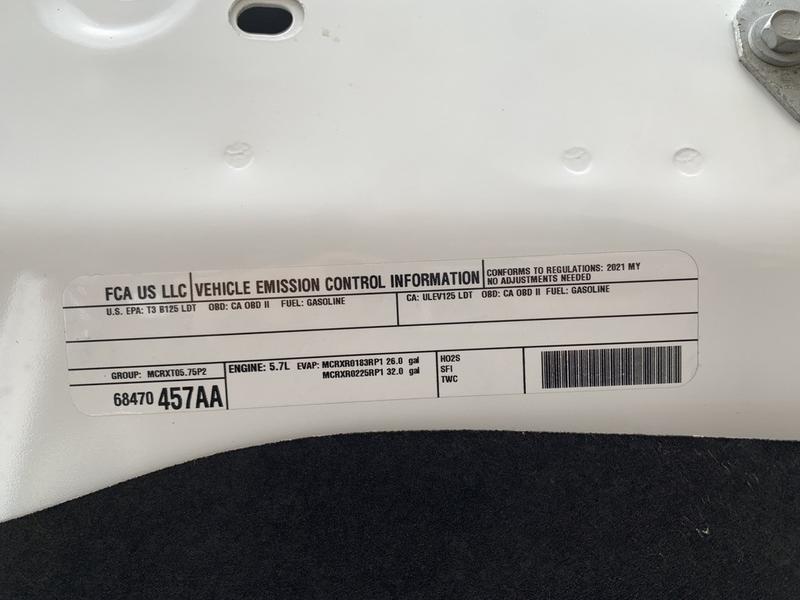 FCA US LLC VEHICLE EMISSION CONTROL INFORMATION
CONFORMS TO REGULATIONS: 2021 MY
NO ADJUSTMENTS NEEDED
U.S. EPA: T3 B125 LDT OBD: CA OBD II FUEL: GASOLINE
CA: ULEV125 LDT OBD: CA OBD II FUEL: GASOLINE
GROUP: MCRXT05.75P2
68470 457AA
ENGINE: 5.7L EVAP: MCRXR0183RP1 26.0 gal
MCRXR0225RP1 32.0 gal
HO2S
SFI
TWC